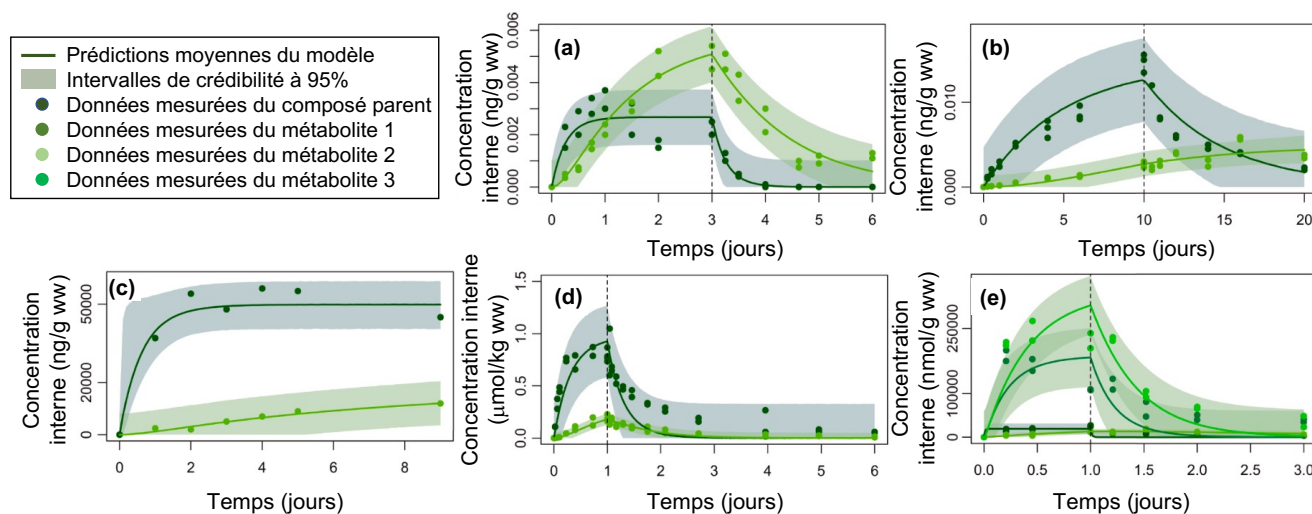 Prédictions moyennes du modèle
Intervalles de crédibilité à 95%
Données mesurées du composé parent
Données mesurées du métabolite 1
Données mesurées du métabolite 2
Données mesurées du métabolite 3
(a)
Concentration
interne (ng/g ww)
0.000
0.002
0.004
0.006
0
1
2
3
4
5
6
Temps (jours)
(b)
Concentration
interne (ng/g ww)
0.000
0.010
0
5
10
15
20
Temps (jours)
(c)
Concentration
interne (ng/g ww)
0
20000
50000
0
2
4
6
8
Temps (jours)
(d)
Concentration interne
(µmol/kg ww)
0.0
0.5
1.0
1.5
0
1
2
3
4
5
6
Temps (jours)
(e)
Concentration
interne (nmol/g ww)
0
100000
250000
0.0
0.5
1.0
1.5
2.0
2.5
3.0
Temps (jours)